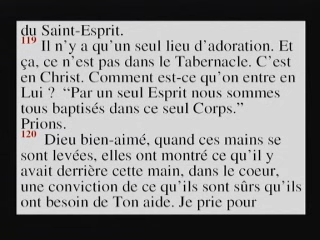 du Saint-Esprit.
119 Il n’y a qu’un seul lieu d’adoration. Et
ça, ce n’est pas dans le Tabernacle. C’est
en Christ. Comment est-ce qu’on entre en
Lui ?  “Par un seul Esprit nous sommes
tous baptisés dans ce seul Corps.”
Prions.
120 Dieu bien-aimé, quand ces mains se
sont levées, elles ont montré ce qu’il y
avait derrière cette main, dans le coeur,
une conviction de ce qu’ils sont sûrs qu’ils
ont besoin de Ton aide. Je prie pour